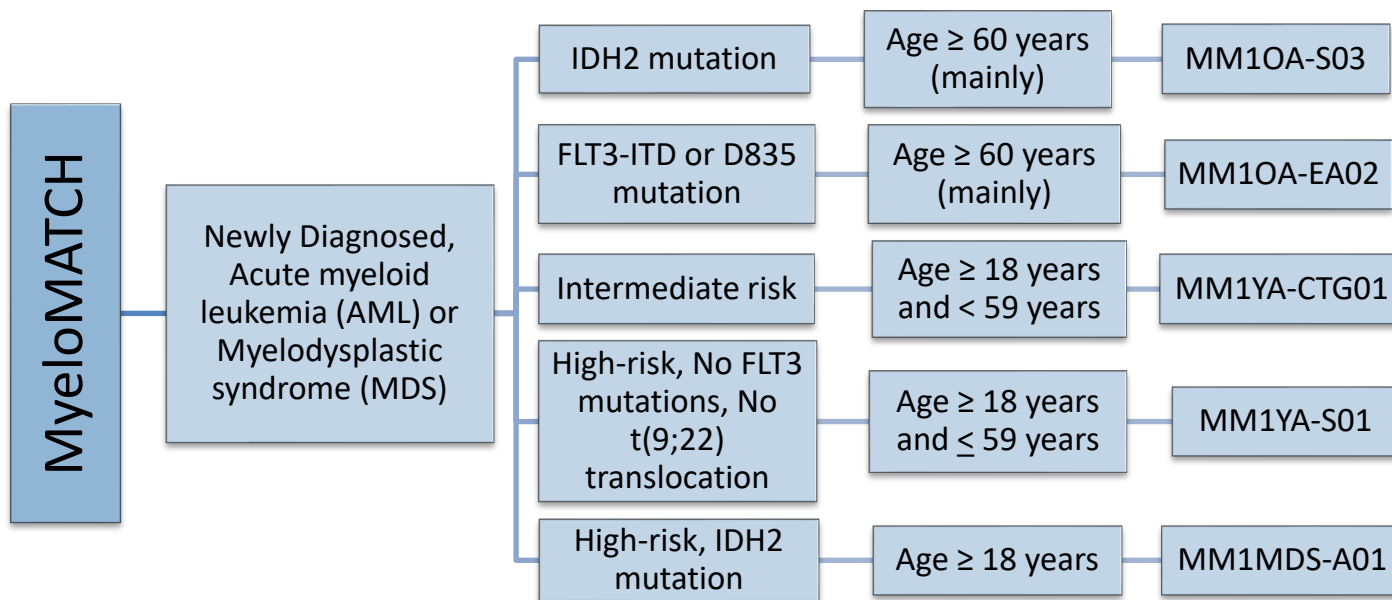 MyeloMATCH
Newly Diagnosed,
Acute myeloid
leukemia (AML) or
Myelodysplastic
syndrome (MDS)
IDH2 mutation
Age ≥ 60 years
(mainly)
MM1OA-S03
FLT3-ITD or D835
mutation
Age ≥ 60 years
(mainly)
MM1OA-EA02
Intermediate risk
Age ≥ 18 years
and < 59 years
MM1YA-CTG01
High-risk, No FLT3
mutations, No
t(9;22)
translocation
Age ≥ 18 years
and ≤ 59 years
MM1YA-S01
High-risk, IDH2
mutation
Age ≥ 18 years
MM1MDS-A01